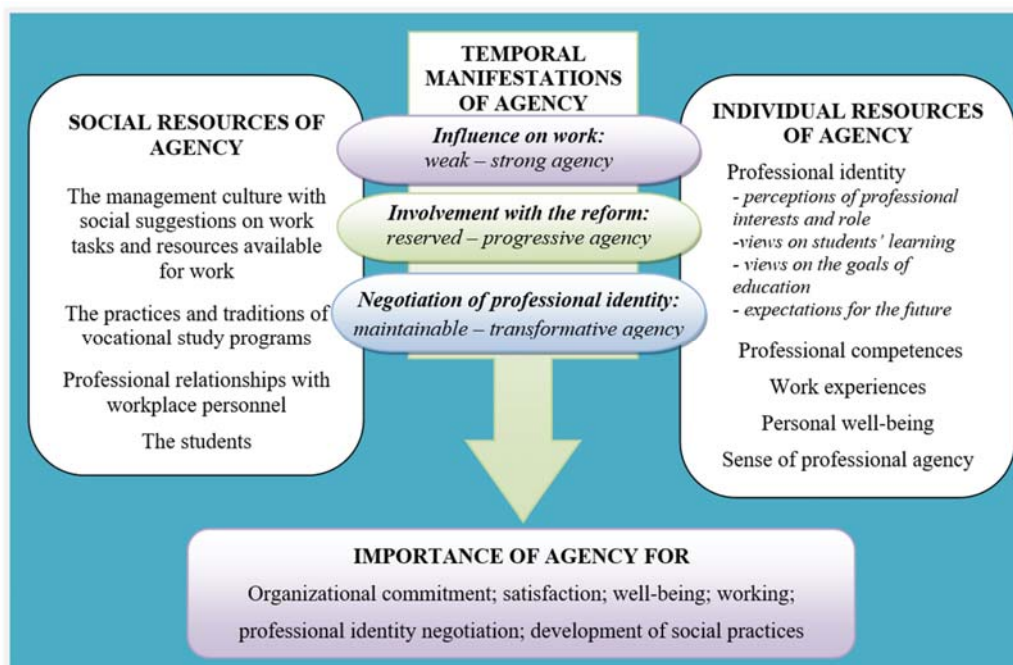 TEMPORAL
MANIFESTATIONS
OF AGENCY
SOCIAL RESOURCES OF
AGENCY
The management culture with
social suggestions on work
tasks and resources available
for work
The practices and traditions of
vocational study programs
Professional relationships with
workplace personnel
The students
Influence on work:
weak – strong agency
Involvement with the reform:
reserved – progressive agency
Negotiation of professional identity:
maintainable – transformative agency
INDIVIDUAL RESOURCES
OF AGENCY
Professional identity
- perceptions of professional
interests and role
-views on students’ learning
- views on the goals of
education
- expectations for the future
Professional competences
Work experiences
Personal well-being
Sense of professional agency
IMPORTANCE OF AGENCY FOR
Organizational commitment; satisfaction; well-being; working;
professional identity negotiation; development of social practices